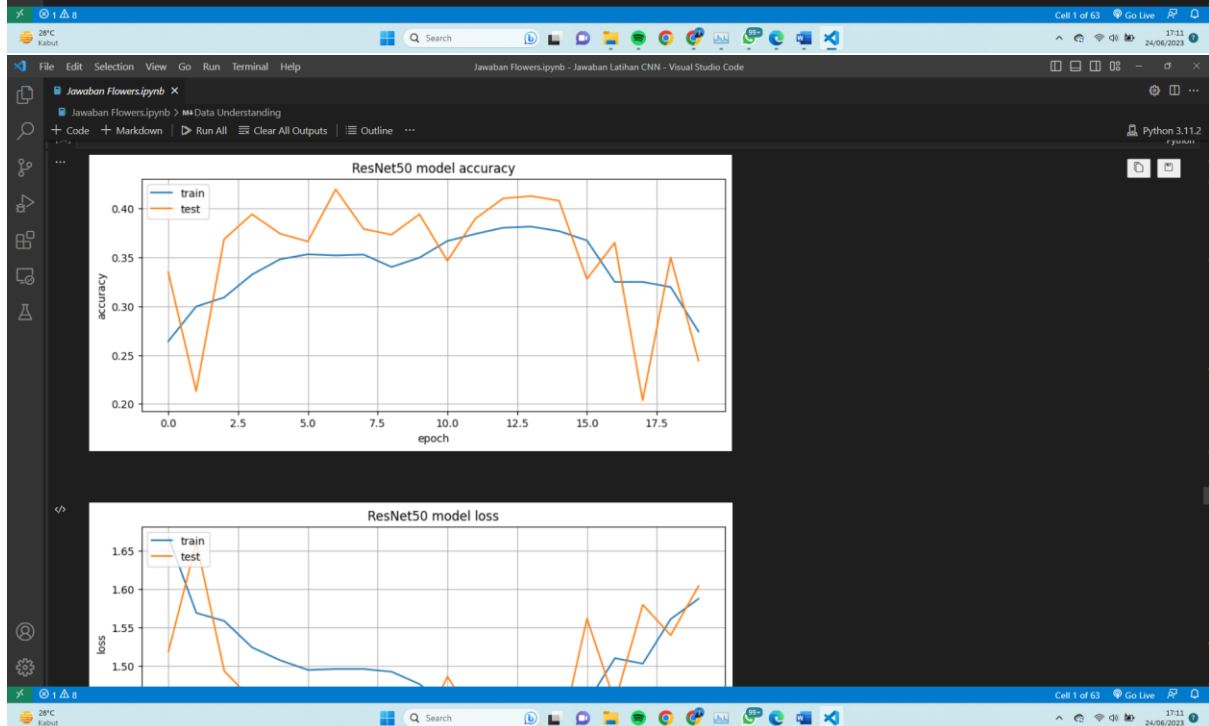 1 8
Cell 1 of 63 Go Live
28°C
Kabut
Search
99+
17:11
24/06/2023
File Edit Selection View Go Run Terminal Help
Jawaban Flowers.ipynb - Jawaban Latihan CNN - Visual Studio Code
Jawaban Flowers.ipynb
Jawaban Flowers.ipynb > M↓ Data Understanding
+ Code + Markdown Run All Clear All Outputs Outline ...
Python 3.11.2
Python
...
ResNet50 model accuracy
train
test
0.40
0.35
0.30
0.25
0.20
accuracy
0.0 2.5 5.0 7.5 10.0 12.5 15.0 17.5
epoch
ResNet50 model loss
train
test
1.65
1.60
1.55
1.50
loss
1 8
Cell 1 of 63 Go Live
28°C
Kabut
Search
99+
17:11
24/06/2023